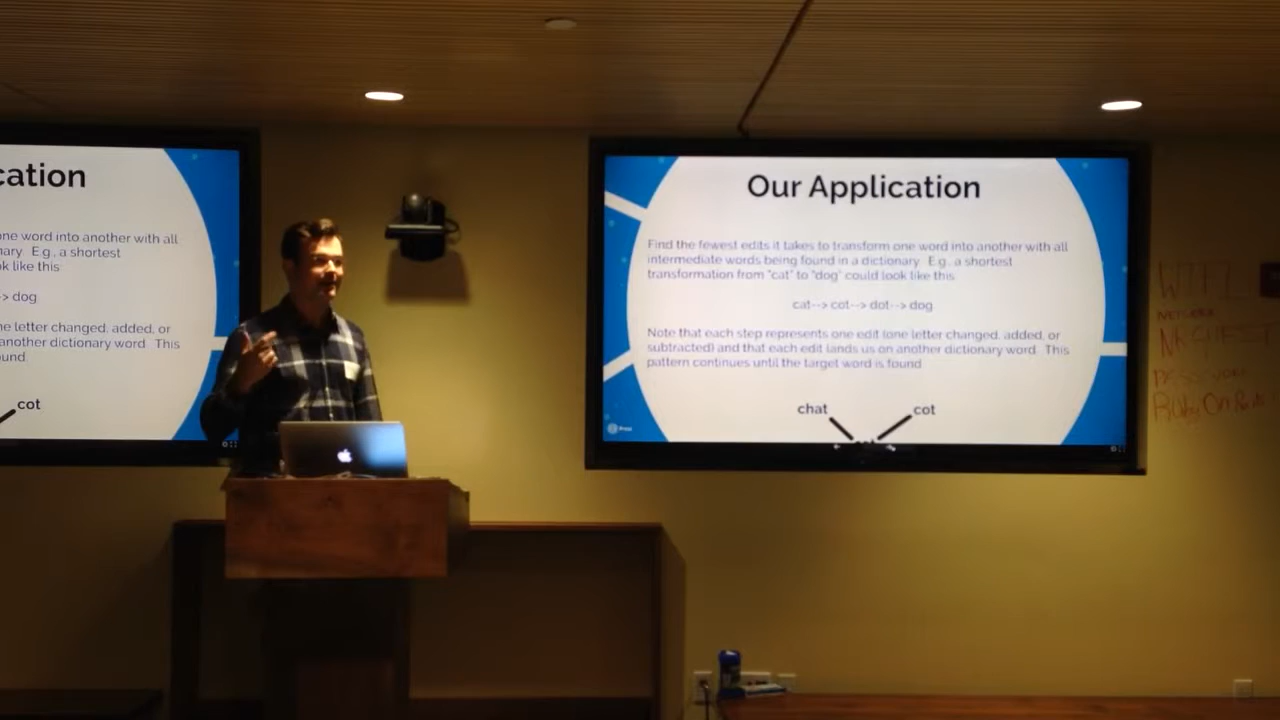 cation
one word into another with all
nary. E.g., a shortest
ok like this
-> dog
ne letter changed, added, or
another dictionary word. This
ound.
cot
Our Application
Find the fewest edits it takes to transform one word into another with all
intermediate words being found in a dictionary. E.g., a shortest
transformation from "cat" to "dog" could look like this
cat--> cot--> dot--> dog
Note that each step represents one edit (one letter changed, added, or
subtracted) and that each edit lands us on another dictionary word. This
pattern continues until the target word is found
chat cot
Prezi
WIFI